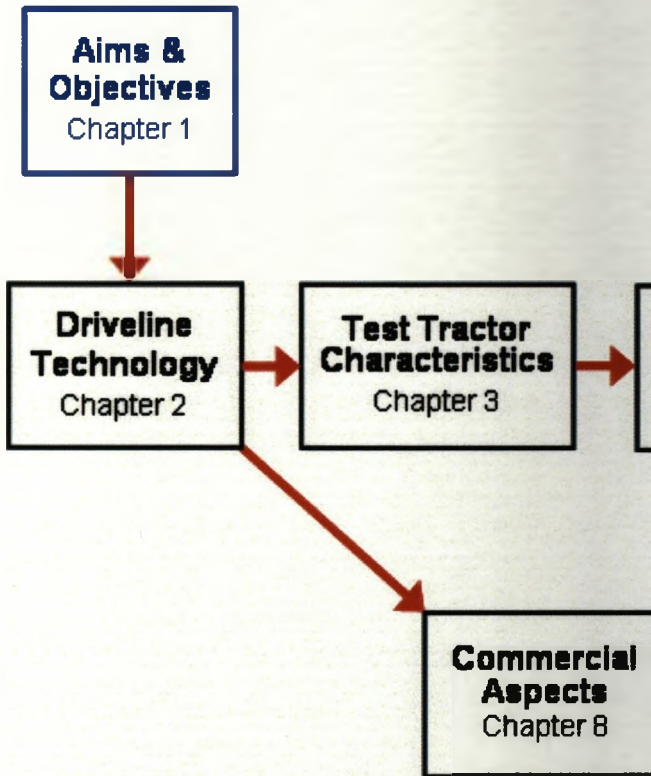 Aims &
Objectives
Chapter 1
Driveline
Technology
Chapter 2
Test Tractor
Characteristics
Chapter 3
Commercial
Aspects
Chapter 8